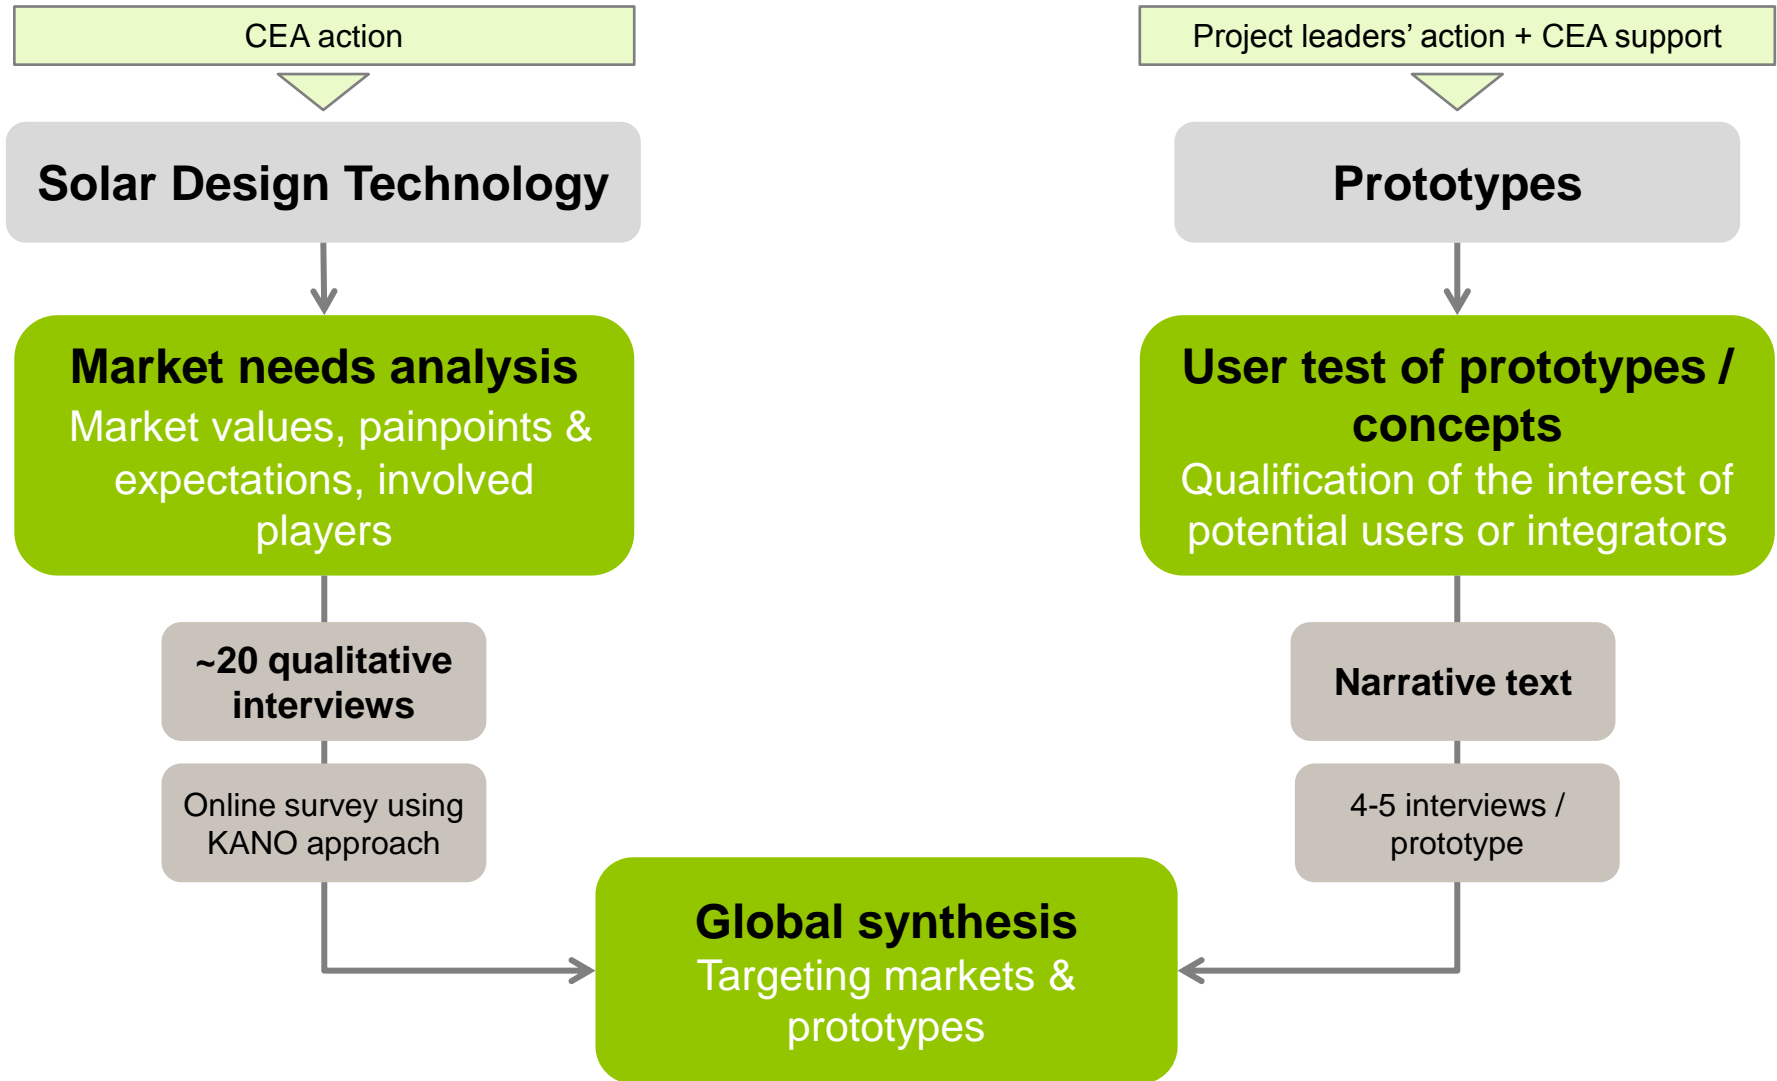 CEA action
Project leaders’ action + CEA support
Solar Design Technology
Prototypes
Market needs analysis
Market values, painpoints &
expectations, involved
players
User test of prototypes /
concepts
Qualification of the interest of
potential users or integrators
~20 qualitative
interviews
Narrative text
Online survey using
KANO approach
4-5 interviews /
prototype
Global synthesis
Targeting markets &
prototypes